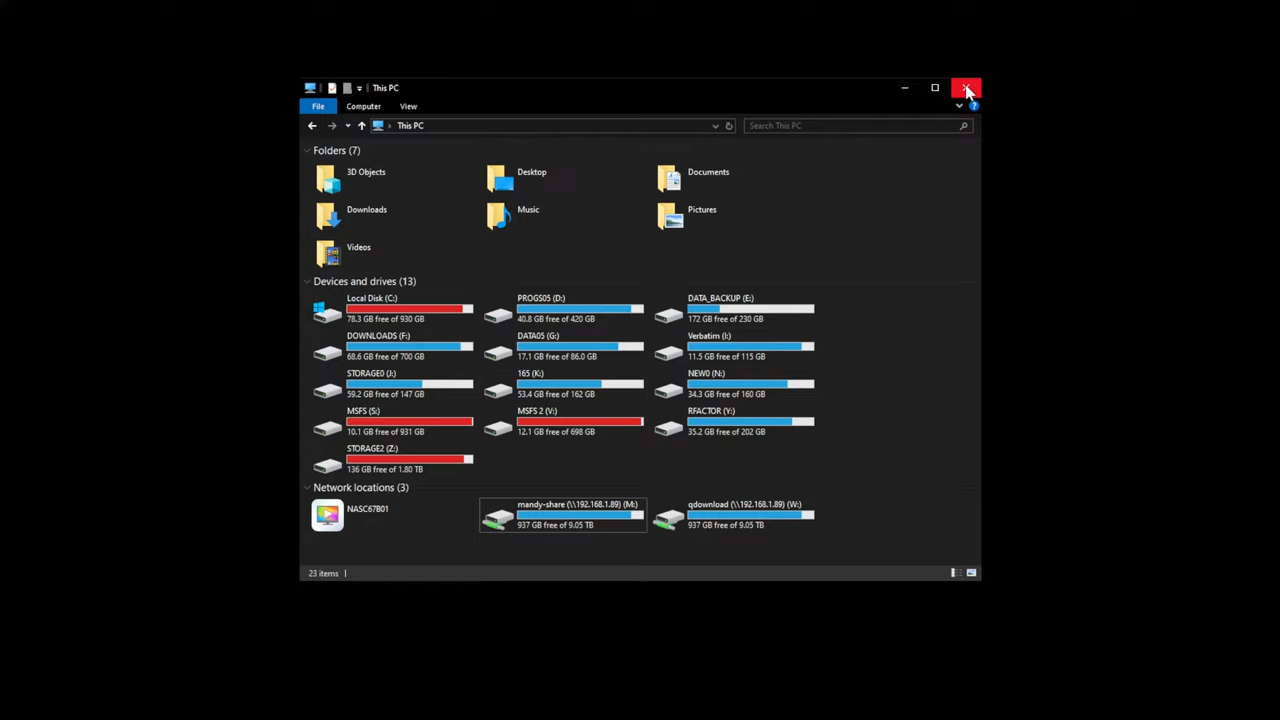 This PC
File Computer View
This PC Search This PC
Folders (7)
3D Objects Desktop Documents
Downloads Music Pictures
Videos
Devices and drives (13)
Local Disk (C:) PROGS05 (D:) DATA_BACKUP (E:)
78.3 GB free of 930 GB 40.8 GB free of 420 GB 172 GB free of 230 GB
DOWNLOADS (F:) DATA05 (G:) Verbatim (I:)
68.6 GB free of 700 GB 17.1 GB free of 86.0 GB 11.5 GB free of 115 GB
STORAGE0 (J:) 165 (K:) NEW0 (N:)
59.2 GB free of 147 GB 53.4 GB free of 162 GB 34.3 GB free of 160 GB
MSFS (S:) MSFS 2 (V:) RFACTOR (Y:)
10.1 GB free of 931 GB 12.1 GB free of 698 GB 35.2 GB free of 202 GB
STORAGE2 (Z:)
136 GB free of 1.80 TB
Network locations (3)
NASC67B01 mandy-share (\\192.168.1.89) (M:) qdownload (\\192.168.1.89) (W:)
937 GB free of 9.05 TB 937 GB free of 9.05 TB
23 items